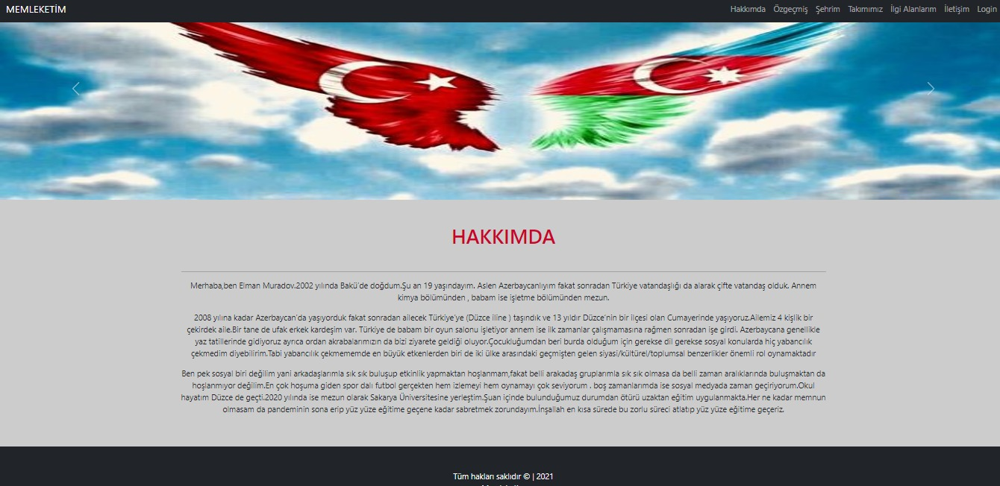 MEMLEKETİM
Hakkımda Özgeçmiş Şehrim Takımımız İlgi Alanlarım İletişim Login
HAKKIMDA
Merhaba,ben Elman Muradov.2002 yılında Bakü'de doğdum.Şu an 19 yaşındayım. Aslen Azerbaycanlıyım fakat sonradan Türkiye vatandaşlığı da alarak çifte vatandaş olduk. Annem
kimya bölümünden , babam ise işletme bölümünden mezun.
2008 yılına kadar Azerbaycan'da yaşıyorduk fakat sonradan ailecek Türkiye'ye (Düzce iline ) taşındık ve 13 yıldır Düzce'nin bir ilçesi olan Cumayerinde yaşıyoruz.Ailemiz 4 kişilik bir
çekirdek aile.Bir tane de ufak erkek kardeşim var. Türkiye de babam bir oyun salonu işletiyor annem ise ilk zamanlar çalışmamasına rağmen sonradan işe girdi. Azerbaycana genellikle
yaz tatillerinde gidiyoruz ayrıca ordan akrabalarımızın da bizi ziyarete geldiği oluyor.Çocukluğumdan beri burda olduğum için gerekse dil gerekse sosyal konularda hiç yabancılık
çekmedim diyebilirim.Tabi yabancılık çekmememde en büyük etkenlerden biri de iki ülke arasındaki geçmişten gelen siyasi/kültürel/toplumsal benzerlikler önemli rol oynamaktadır
Ben pek sosyal biri değilim yani arkadaşlarımla sık sık buluşup etkinlik yapmaktan hoşlanmam,fakat belli arakadaş gruplarımla sık sık olmasa da belli zaman aralıklarında buluşmaktan da
hoşlanmıyor değilim.En çok hoşuma giden spor dalı futbol gerçekten hem izlemeyi hem oynamayı çok seviyorum . boş zamanlarımda ise sosyal medyada zaman geçiriyorum.Okul
hayatım Düzce de geçti.2020 yılında ise mezun olarak Sakarya Üniversitesine yerleştim.Şuan içinde bulunduğumuz durumdan ötürü uzaktan eğitim uygulanmakta.Her ne kadar memnun
olmasam da pandeminin sona erip yüz yüze eğitime geçene kadar sabretmek zorundayım.İnşallah en kısa sürede bu zorlu süreci atlatıp yüz yüze eğitime geçeriz.
Tüm hakları saklıdır © | 2021